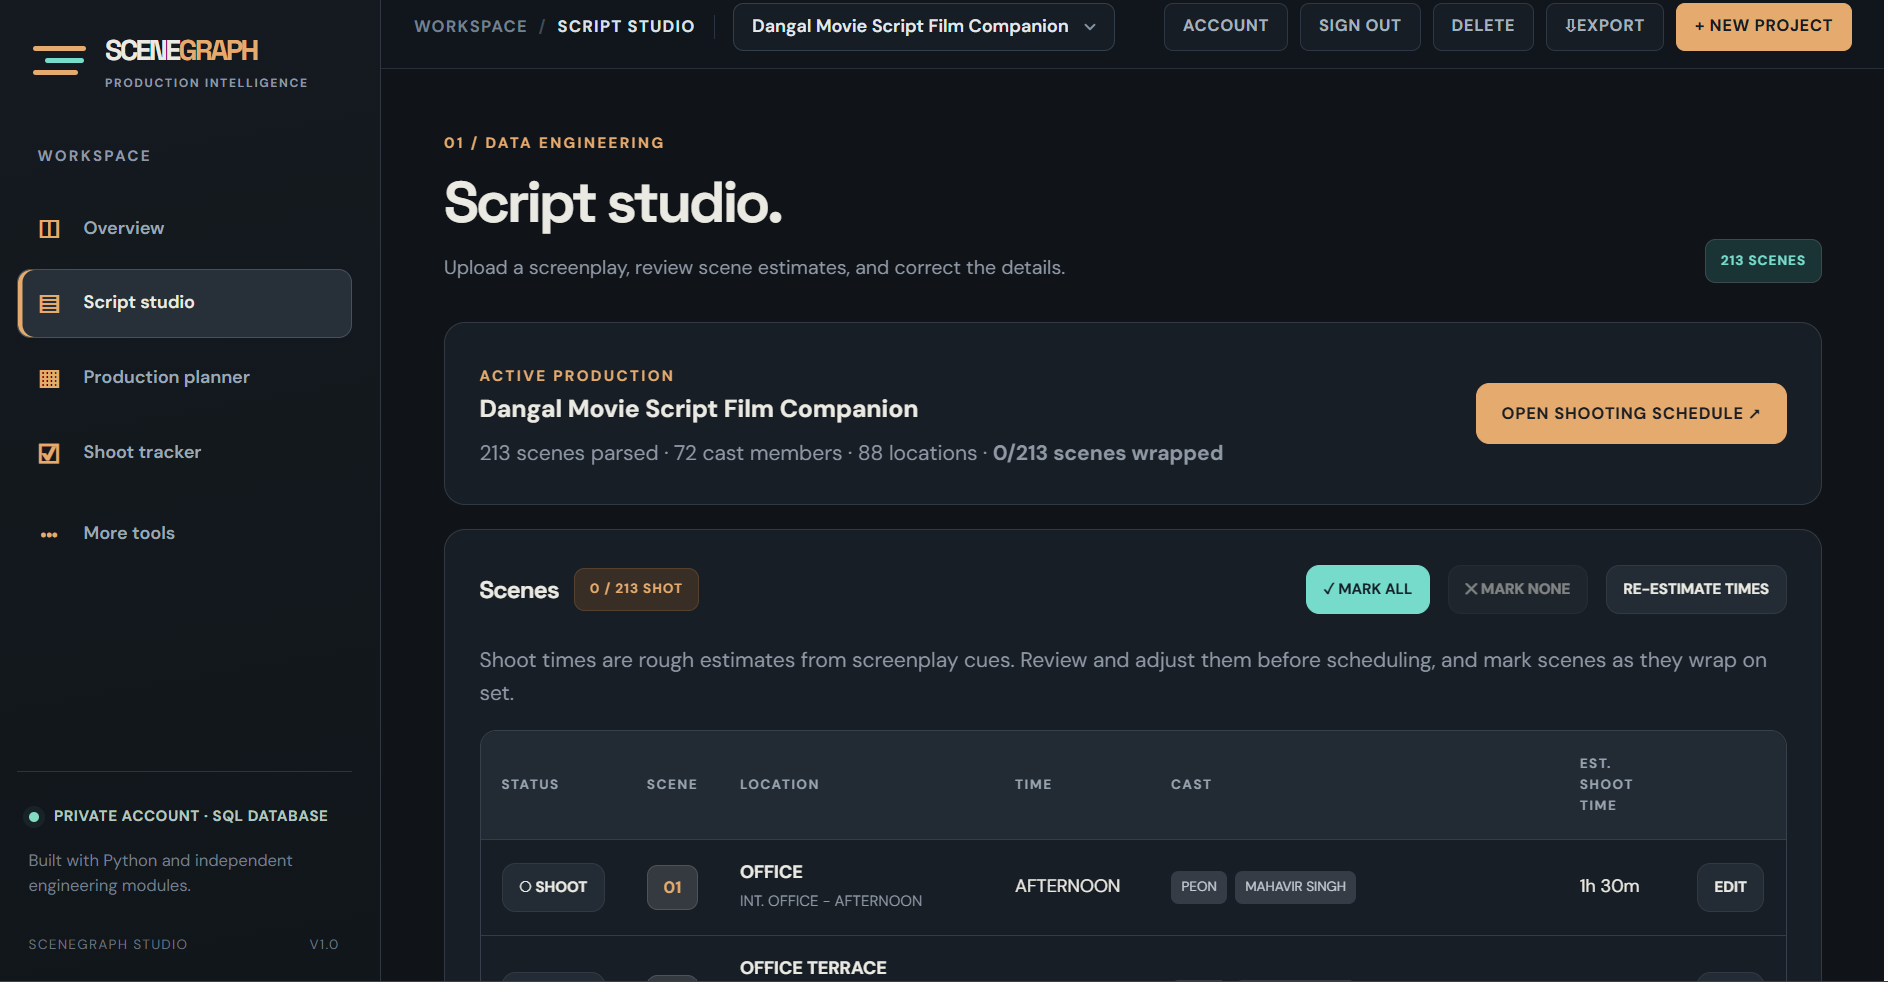 SCENEGRAPH
PRODUCTION INTELLIGENCE
WORKSPACE
Overview
Script studio
Production planner
Shoot tracker
More tools
PRIVATE ACCOUNT · SQL DATABASE
Built with Python and independent
engineering modules.
SCENEGRAPH STUDIO V1.0
WORKSPACE / SCRIPT STUDIO
Dangal Movie Script Film Companion
ACCOUNT
SIGN OUT
DELETE
⇩EXPORT
+ NEW PROJECT
01 / DATA ENGINEERING
Script studio.
Upload a screenplay, review scene estimates, and correct the details.
213 SCENES
ACTIVE PRODUCTION
Dangal Movie Script Film Companion
213 scenes parsed · 72 cast members · 88 locations · 0/213 scenes wrapped
OPEN SHOOTING SCHEDULE ↗
Scenes
0 / 213 SHOT
✓ MARK ALL
✕ MARK NONE
RE-ESTIMATE TIMES
Shoot times are rough estimates from screenplay cues. Review and adjust them before scheduling, and mark scenes as they wrap on
set.
STATUS
SCENE
LOCATION
TIME
CAST
EST.
SHOOT
TIME
○ SHOOT
01
OFFICE
INT. OFFICE - AFTERNOON
AFTERNOON
PEON
MAHAVIR SINGH
1h 30m
EDIT
OFFICE TERRACE